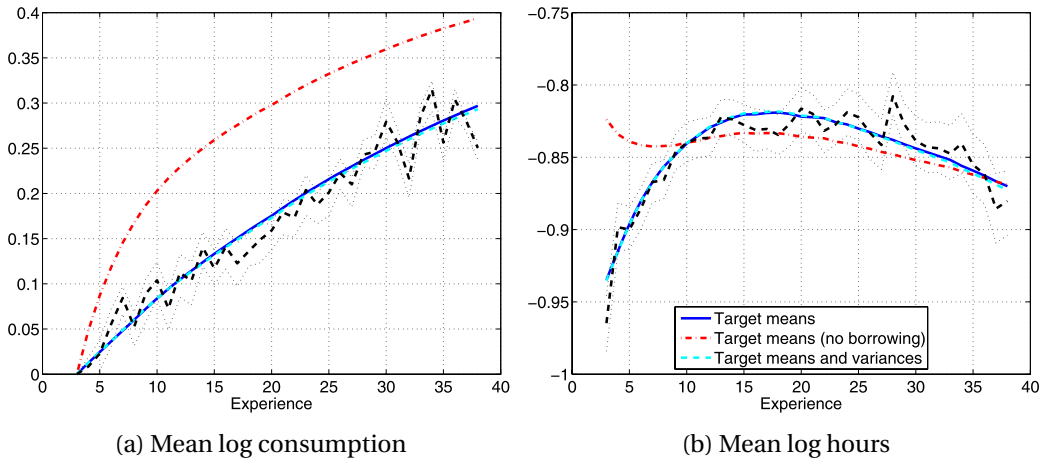 0.4
0.35
0.3
0.25
0.2
0.15
0.1
0.05
0
0 5 10 15 20 25 30 35 40
Experience
(a) Mean log consumption
−0.75
−0.8
−0.85
−0.9
−0.95
−1
0 5 10 15 20 25 30 35 40
Target means
Target means (no borrowing)
Target means and variances
Experience
(b) Mean log hours